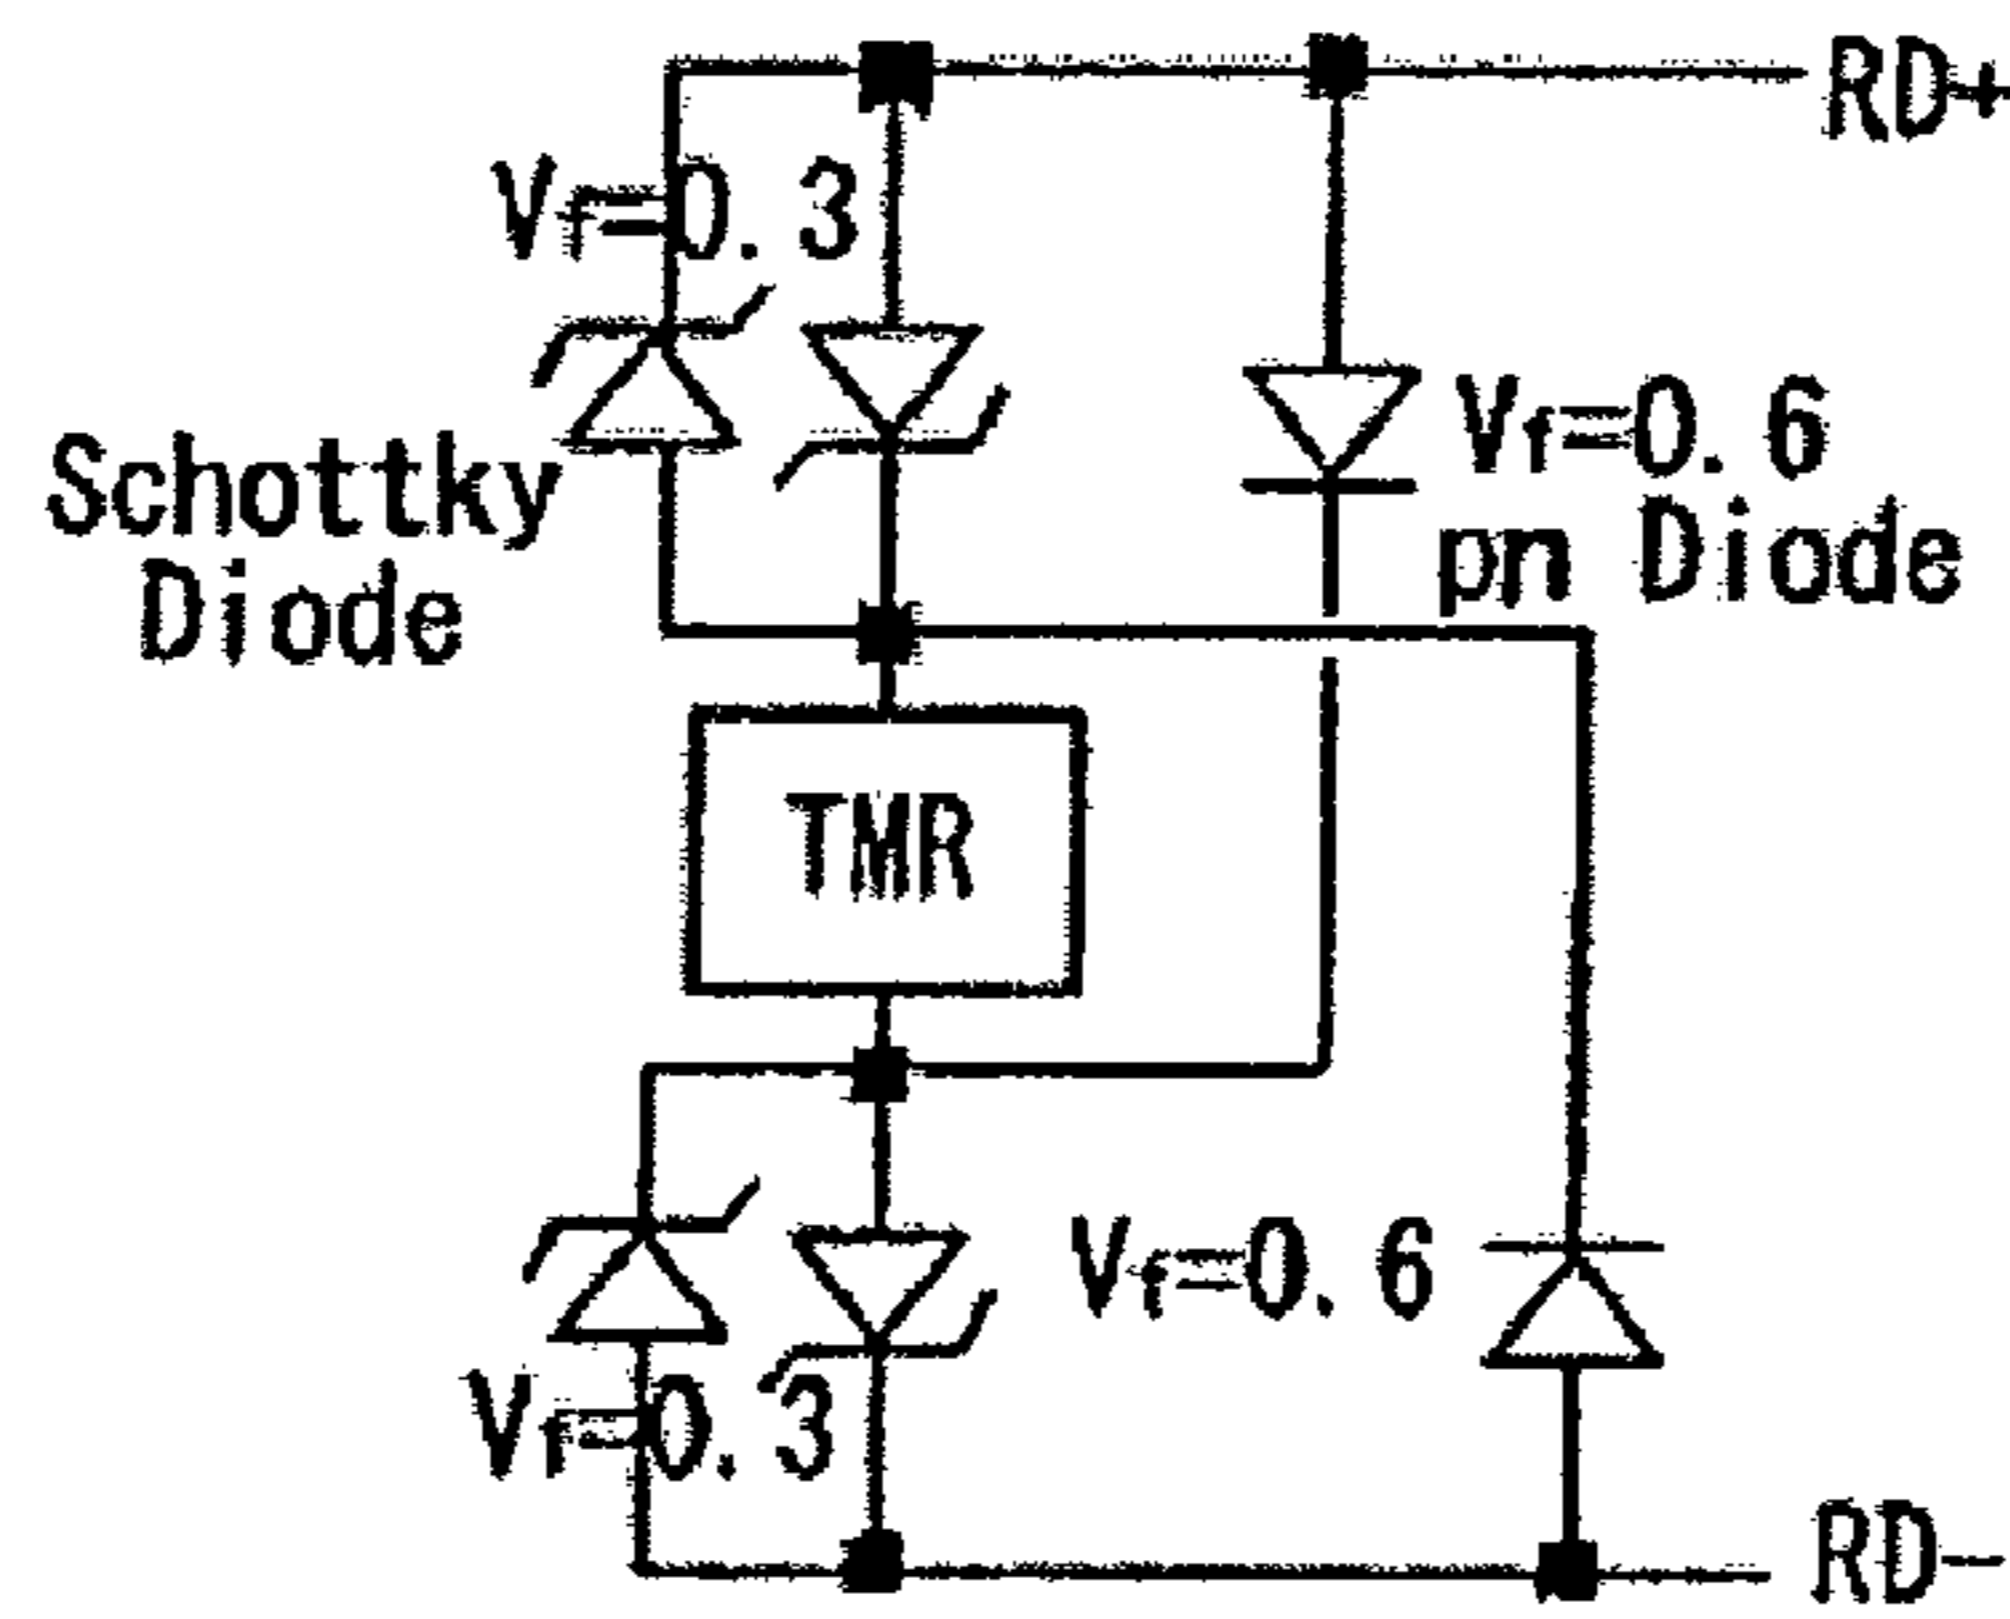 RD+
Vf=0.3
Vf=0.6
Schottky
Diode
pn Diode
TMR
Vf=0.6
Vf=0.3
RD-